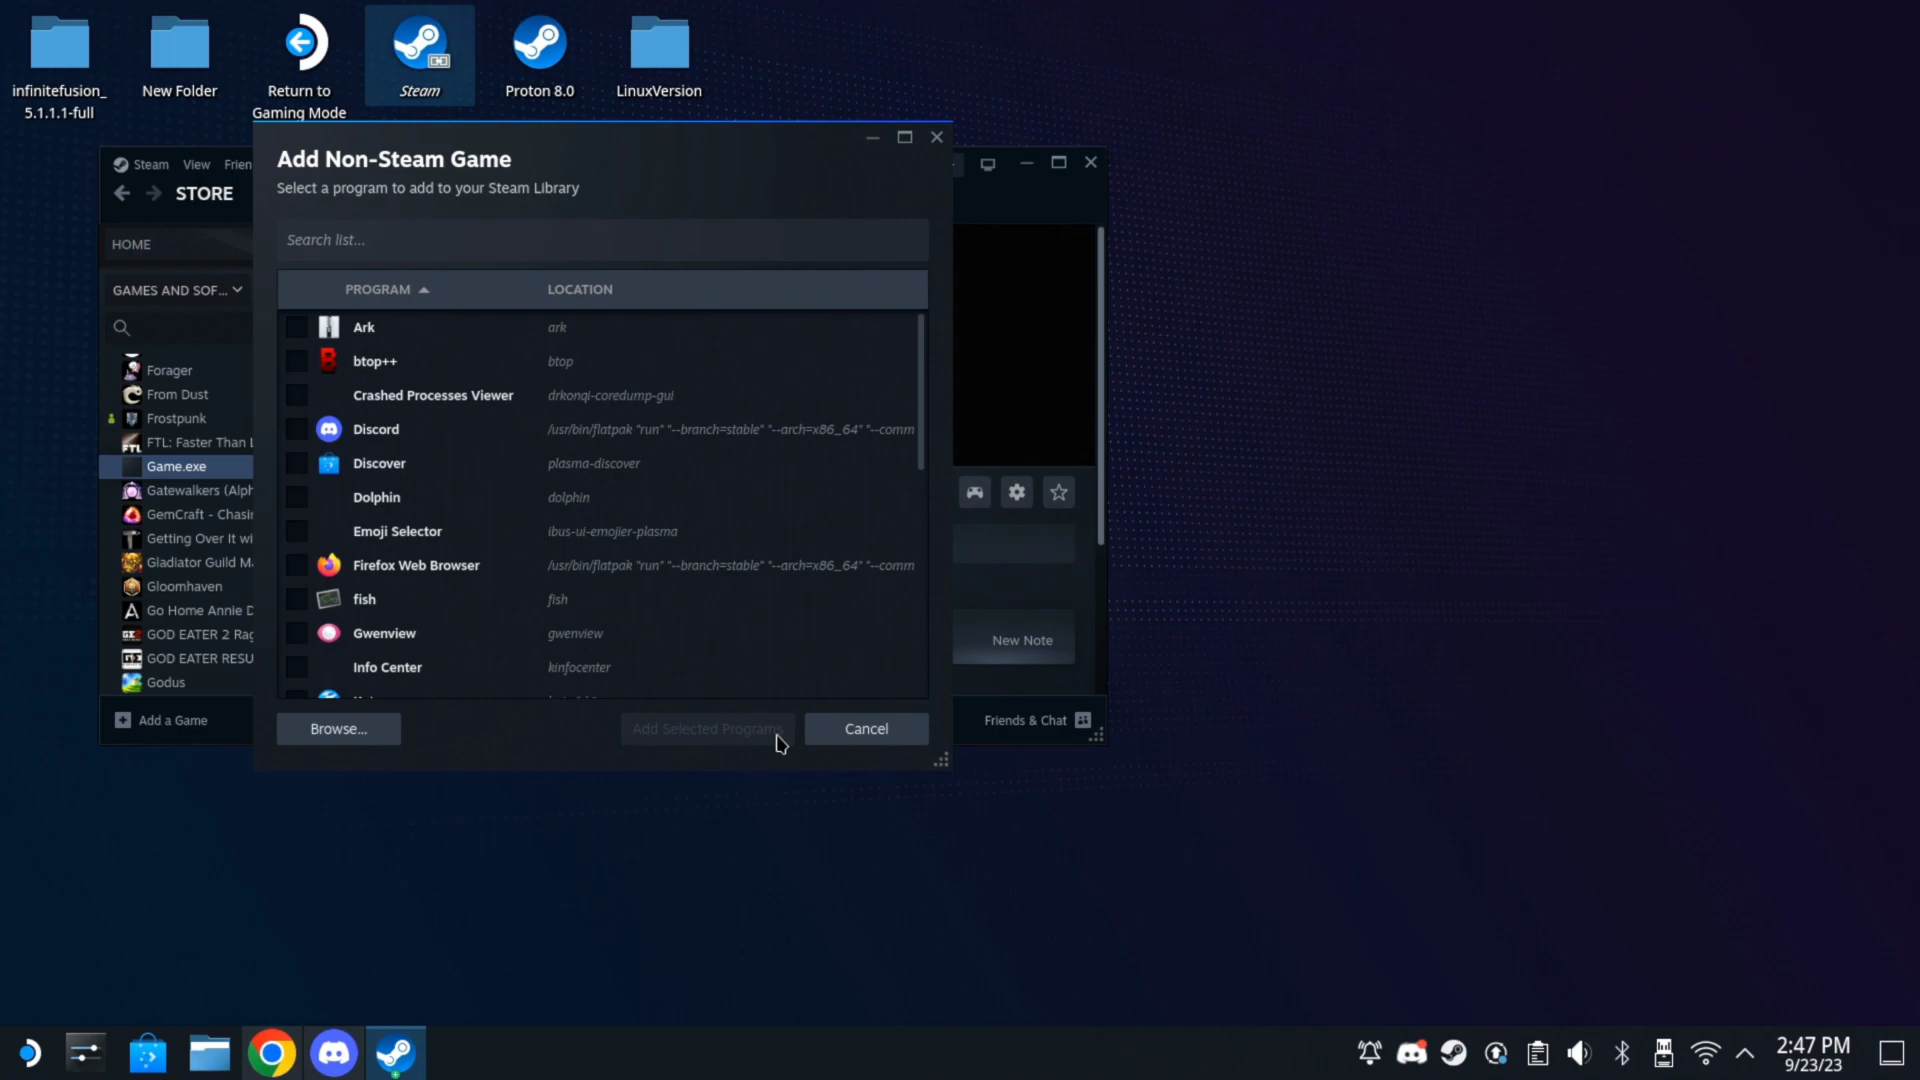 infinitefusion_
5.1.1.1-full
New Folder
Return to
Gaming Mode
Steam
Proton 8.0
LinuxVersion
Steam View Frien
STORE
HOME
GAMES AND SOF...
Forager
From Dust
Frostpunk
FTL: Faster Than L
Game.exe
Gatewalkers (Alph
GemCraft - Chasin
Getting Over It wi
Gladiator Guild Ma
Gloomhaven
Go Home Annie D
GOD EATER 2 Rag
GOD EATER RESU
Godus
Add a Game
Add Non-Steam Game
Select a program to add to your Steam Library
Search list...
PROGRAM LOCATION
Ark ark
btop++ btop
Crashed Processes Viewer drkonqi-coredump-gui
Discord /usr/bin/flatpak "run" "--branch=stable" "--arch=x86_64" "--comm
Discover plasma-discover
Dolphin dolphin
Emoji Selector ibus-ui-emojier-plasma
Firefox Web Browser /usr/bin/flatpak "run" "--branch=stable" "--arch=x86_64" "--comm
fish fish
Gwenview gwenview
Info Center kinfocenter
Browse... Add Selected Programs Cancel
New Note
Friends & Chat
2:47 PM
9/23/23